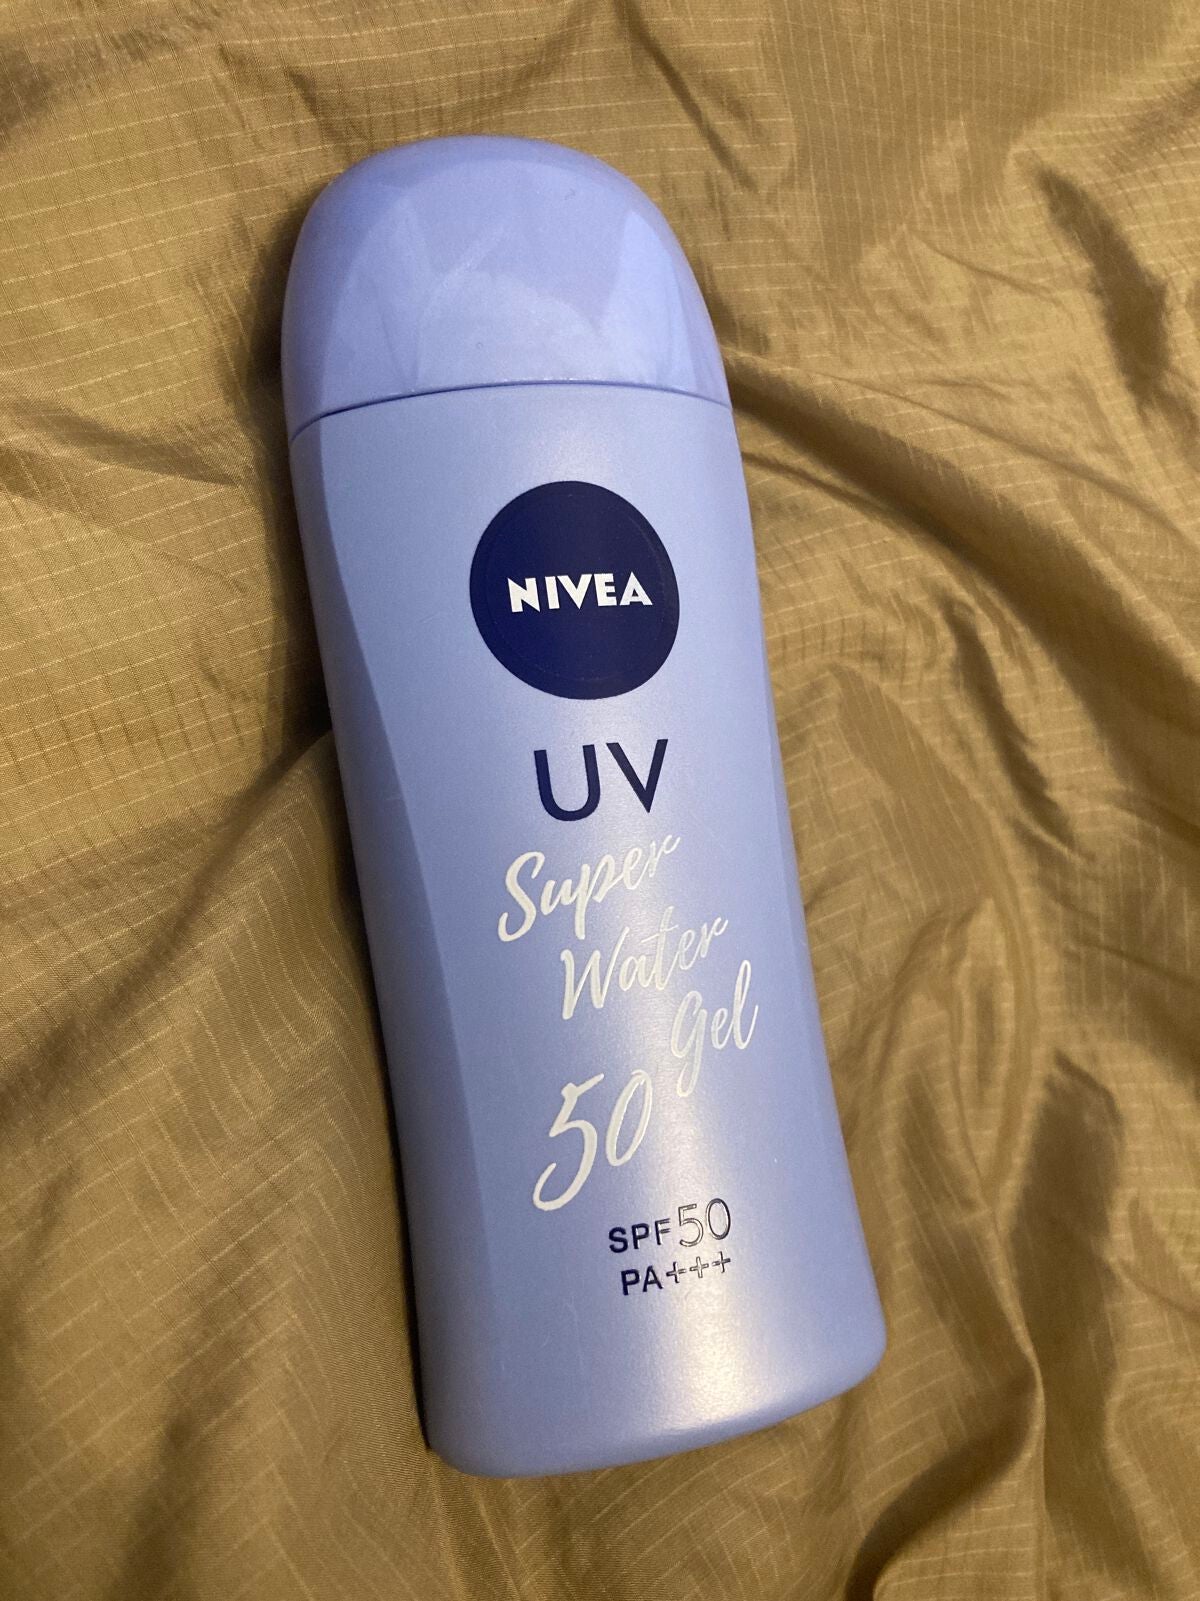 NIVEA
UV
Super
Water
Gel
50
SPF50
PA+++